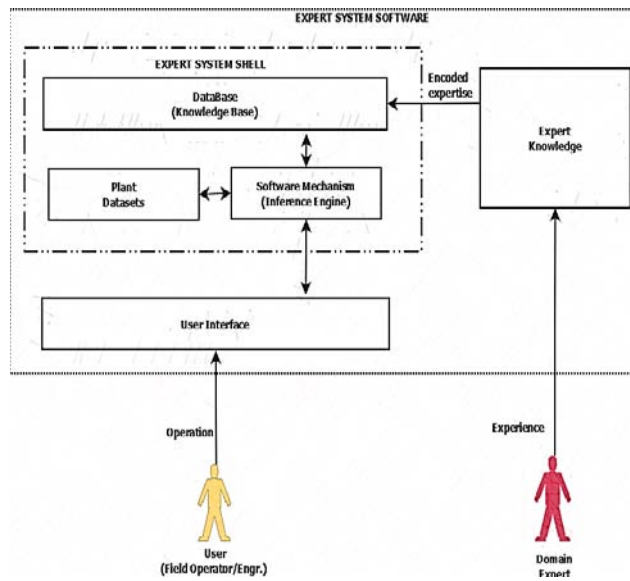 EXPERT SYSTEM SOFTWARE
EXPERT SYSTEM SHELL
DataBase
(Knowledge Base)
Encoded
expertise
Expert
Knowledge
Plant
Datasets
Software Mechanism
(Inference Engine)
User Interface
Operation
Experience
User
(Field Operator/Engr.)
Domain
Expert